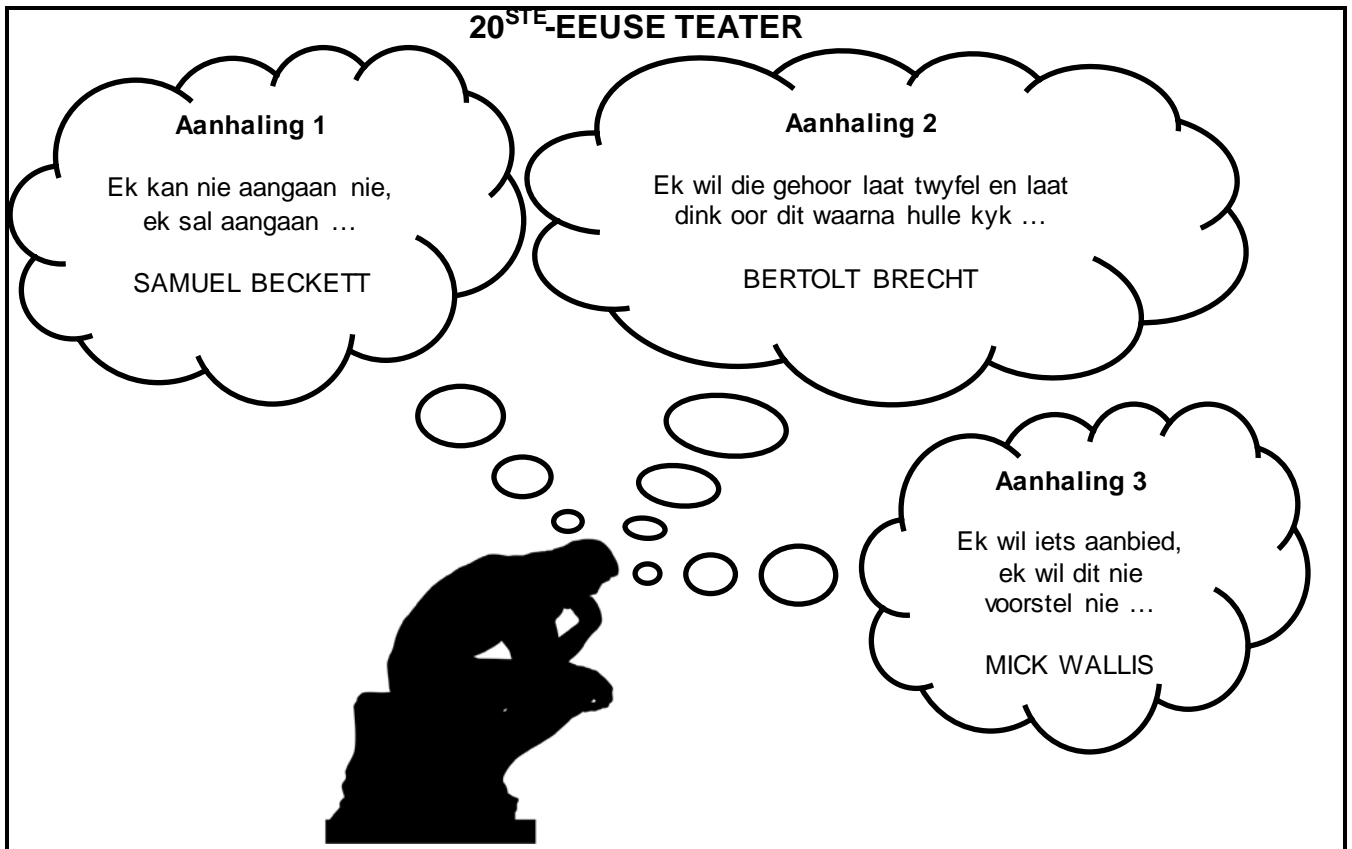 20STE-EEUSE TEATER
Aanhaling 1
Ek kan nie aangaan nie,
ek sal aangaan …
SAMUEL BECKETT
Aanhaling 2
Ek wil die gehoor laat twyfel en laat
dink oor dit waarna hulle kyk …
BERTOLT BRECHT
Aanhaling 3
Ek wil iets aanbied,
ek wil dit nie
voorstel nie …
MICK WALLIS